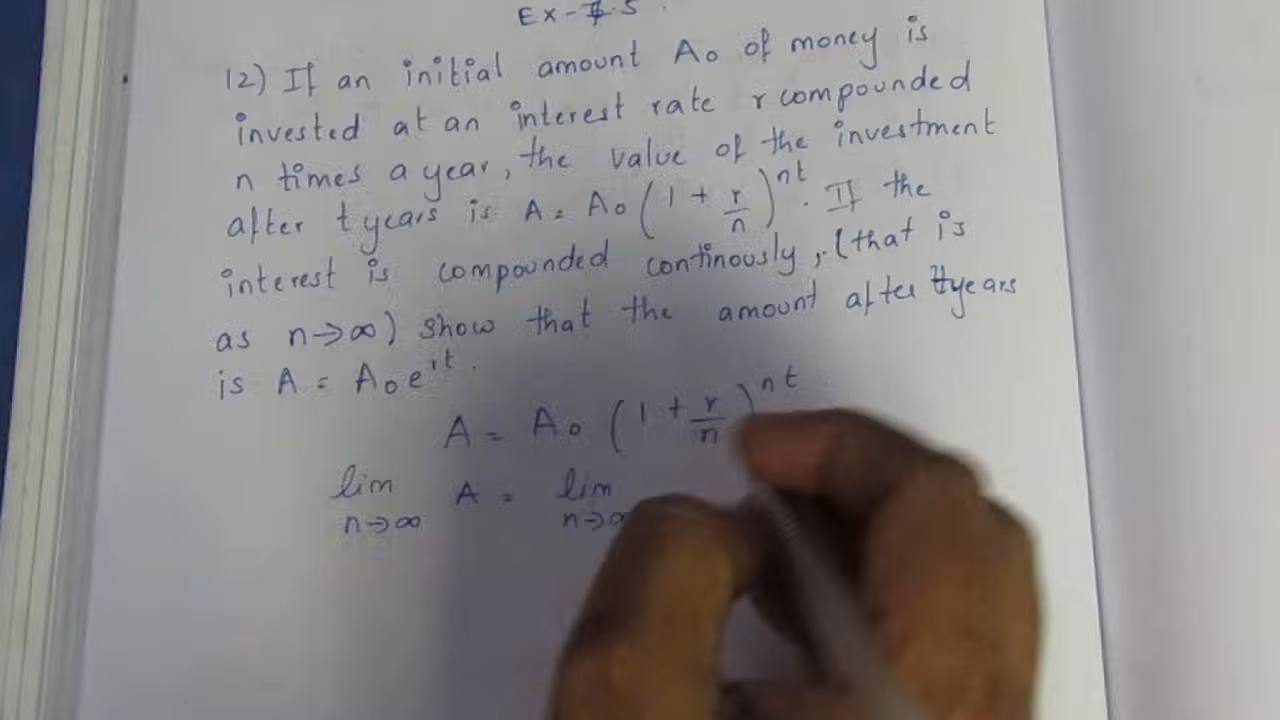 Ex-7.5
12) If an initial amount A₀ of money is
invested at an interest rate r compounded
n times a year, the value of the investment
after t years is A = A₀ (1 + r/n)^nt. If the
interest is compounded continously, (that is
as n→∞) show that the amount after t years
is A = A₀e^rt.
A = A₀ (1 + r/n)^nt
lim n→∞ A = lim n→∞